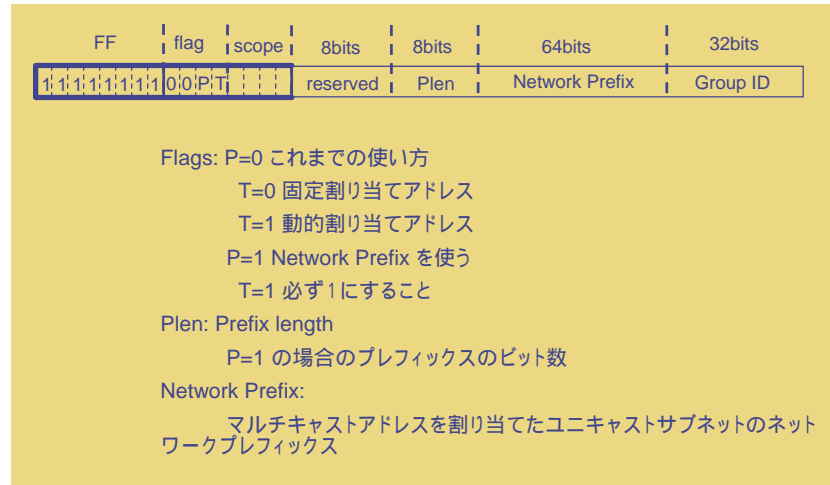 FF flag scope 8bits 8bits 64bits 32bits
1 1 1 1 1 1 1 1 0 0 P T reserved Plen Network Prefix Group ID
Flags: P=0 これまでの使い方
T=0 固定割り当てアドレス
T=1 動的割り当てアドレス
P=1 Network Prefix を使う
T=1 必ず1にすること
Plen: Prefix length
P=1 の場合のプレフィックスのビット数
Network Prefix:
マルチキャストアドレスを割り当てたユニキャストサブネットのネット
ワークプレフィックス